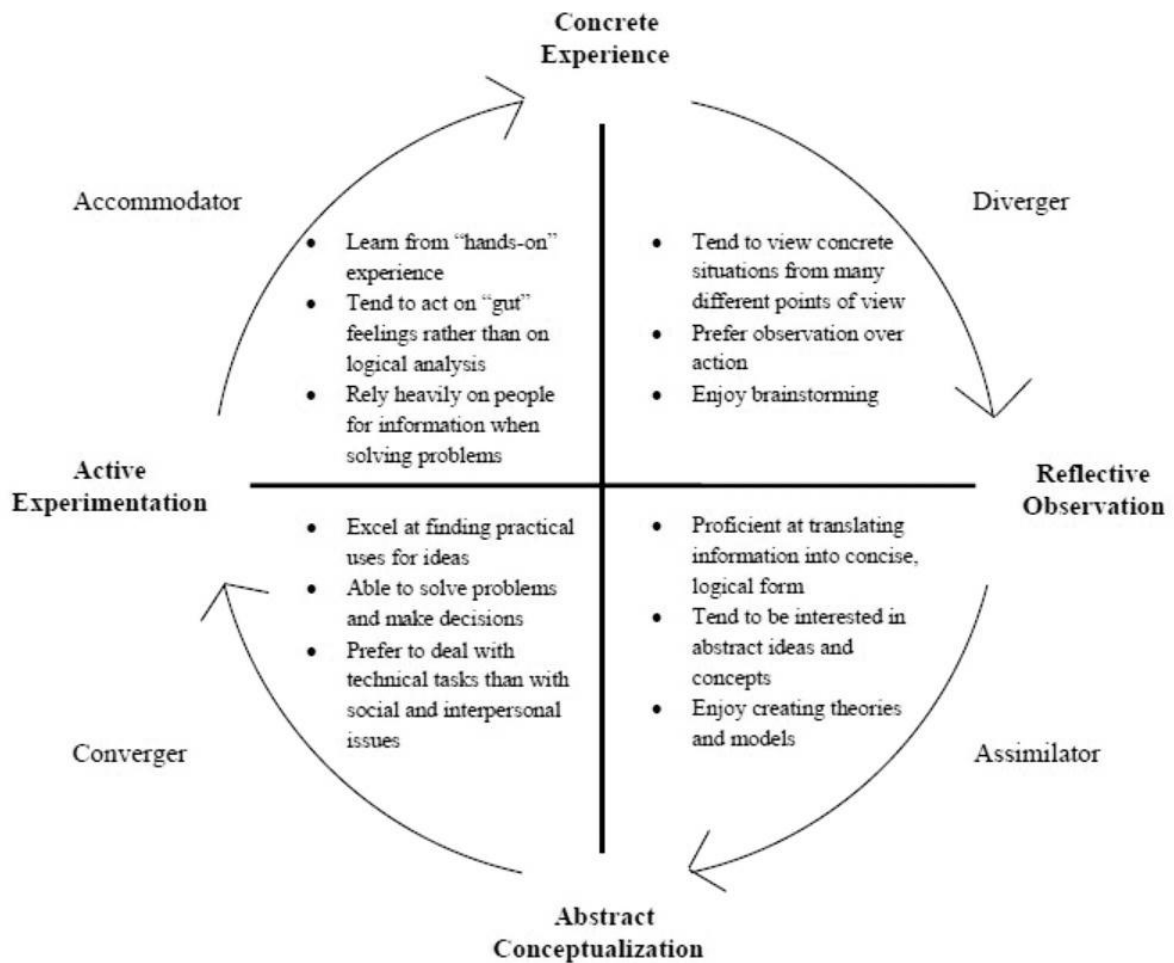 Concrete
Experience
Accommodator
Diverger
• Learn from “hands-on”
experience
• Tend to act on “gut”
feelings rather than on
logical analysis
• Rely heavily on people
for information when
solving problems
• Tend to view concrete
situations from many
different points of view
• Prefer observation over
action
• Enjoy brainstorming
Active
Experimentation
Reflective
Observation
• Excel at finding practical
uses for ideas
• Able to solve problems
and make decisions
• Prefer to deal with
technical tasks than with
social and interpersonal
issues
• Proficient at translating
information into concise,
logical form
• Tend to be interested in
abstract ideas and
concepts
• Enjoy creating theories
and models
Converger
Assimilator
Abstract
Conceptualization